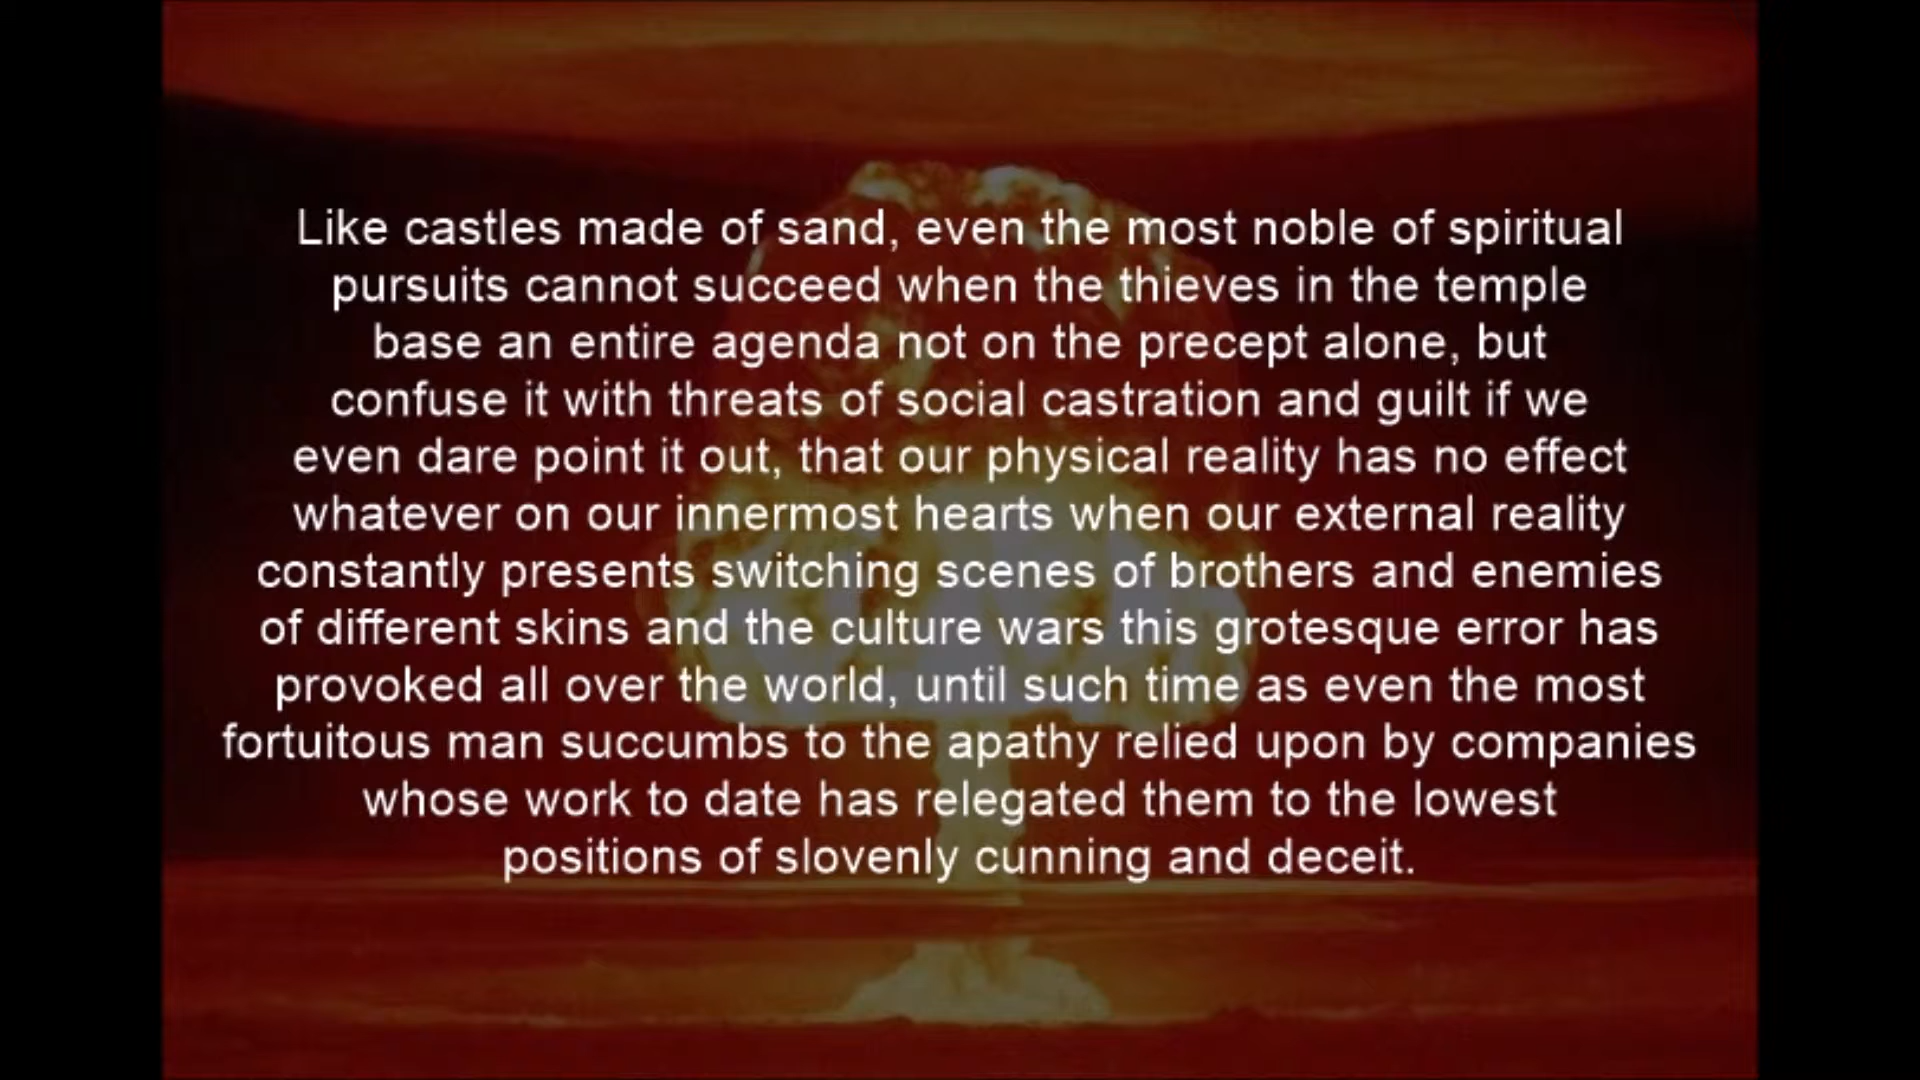 Like castles made of sand, even the most noble of spiritual
pursuits cannot succeed when the thieves in the temple
base an entire agenda not on the precept alone, but
confuse it with threats of social castration and guilt if we
even dare point it out, that our physical reality has no effect
whatever on our innermost hearts when our external reality
constantly presents switching scenes of brothers and enemies
of different skins and the culture wars this grotesque error has
provoked all over the world, until such time as even the most
fortuitous man succumbs to the apathy relied upon by companies
whose work to date has relegated them to the lowest
positions of slovenly cunning and deceit.